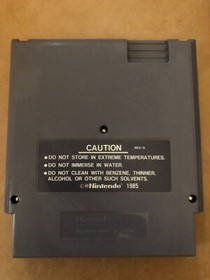 CAUTION
REV-A
•DO NOT STORE IN EXTREME TEMPERATURES.
•DO NOT IMMERSE IN WATER.
•DO NOT CLEAN WITH BENZENE, THINNER,
ALCOHOL OR OTHER SUCH SOLVENTS.
©®Nintendo 1985